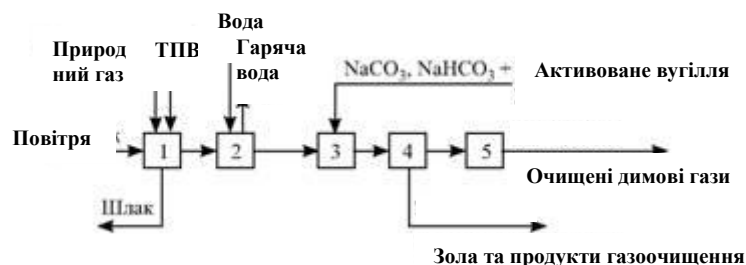 Вода
Природ
ний газ
ТПВ
Гаряча
вода
NaCO₃, NaHCO₃ +
Активоване вугілля
Повітря
1
2
3
4
5
Очищені димові гази
Шлак
Зола та продукти газоочищення